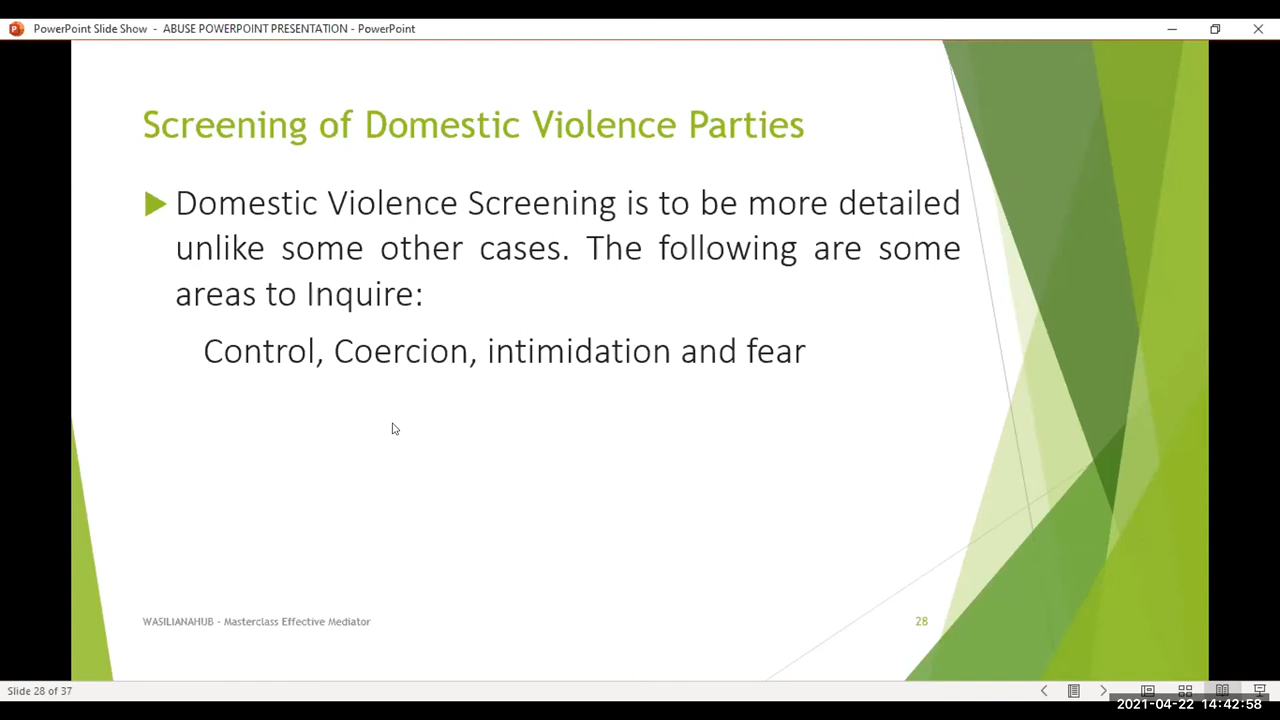 PowerPoint Slide Show - ABUSE POWERPOINT PRESENTATION - PowerPoint
Screening of Domestic Violence Parties
Domestic Violence Screening is to be more detailed
unlike some other cases. The following are some
areas to Inquire:
Control, Coercion, intimidation and fear
WASILIANAHUB - Masterclass Effective Mediator
28
Slide 28 of 37
2021-04-22 14:42:58